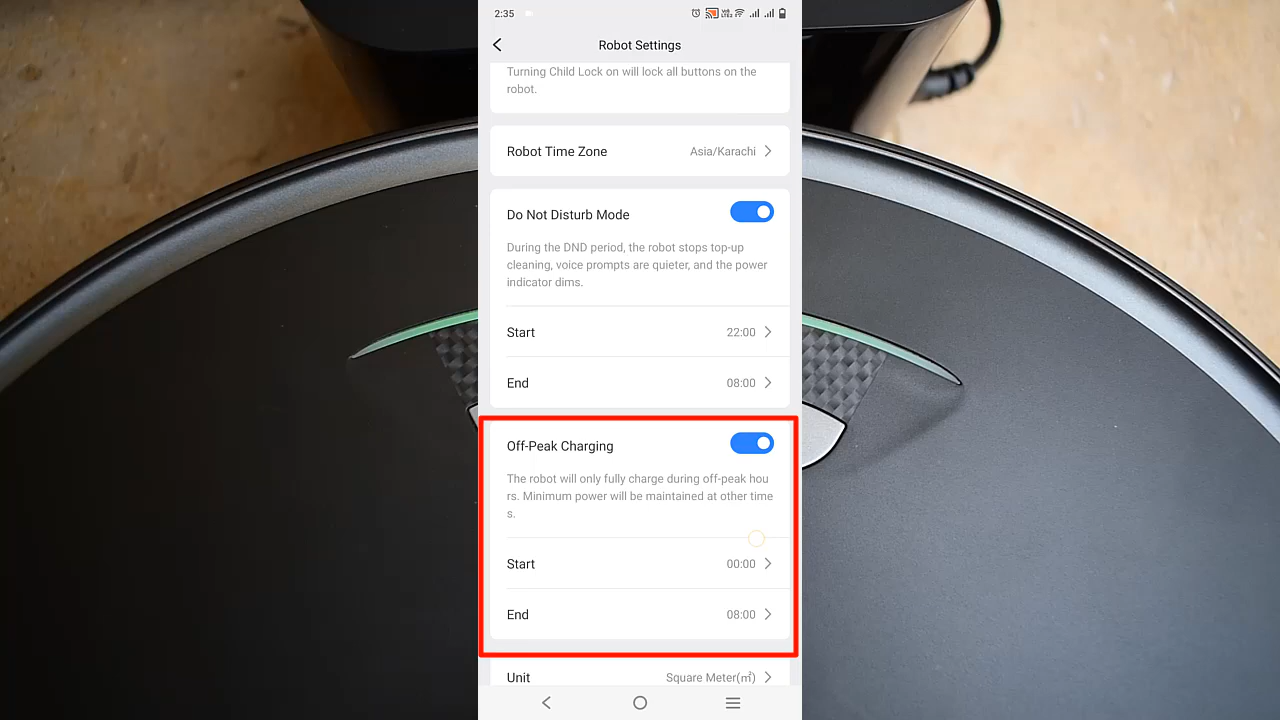 2:35
Robot Settings
Turning Child Lock on will lock all buttons on the
robot.
Robot Time Zone Asia/Karachi
Do Not Disturb Mode
During the DND period, the robot stops top-up
cleaning, voice prompts are quieter, and the power
indicator dims.
Start 22:00
End 08:00
Off-Peak Charging
The robot will only fully charge during off-peak hou
rs. Minimum power will be maintained at other time
s.
Start 00:00
End 08:00
Unit Square Meter(㎡)